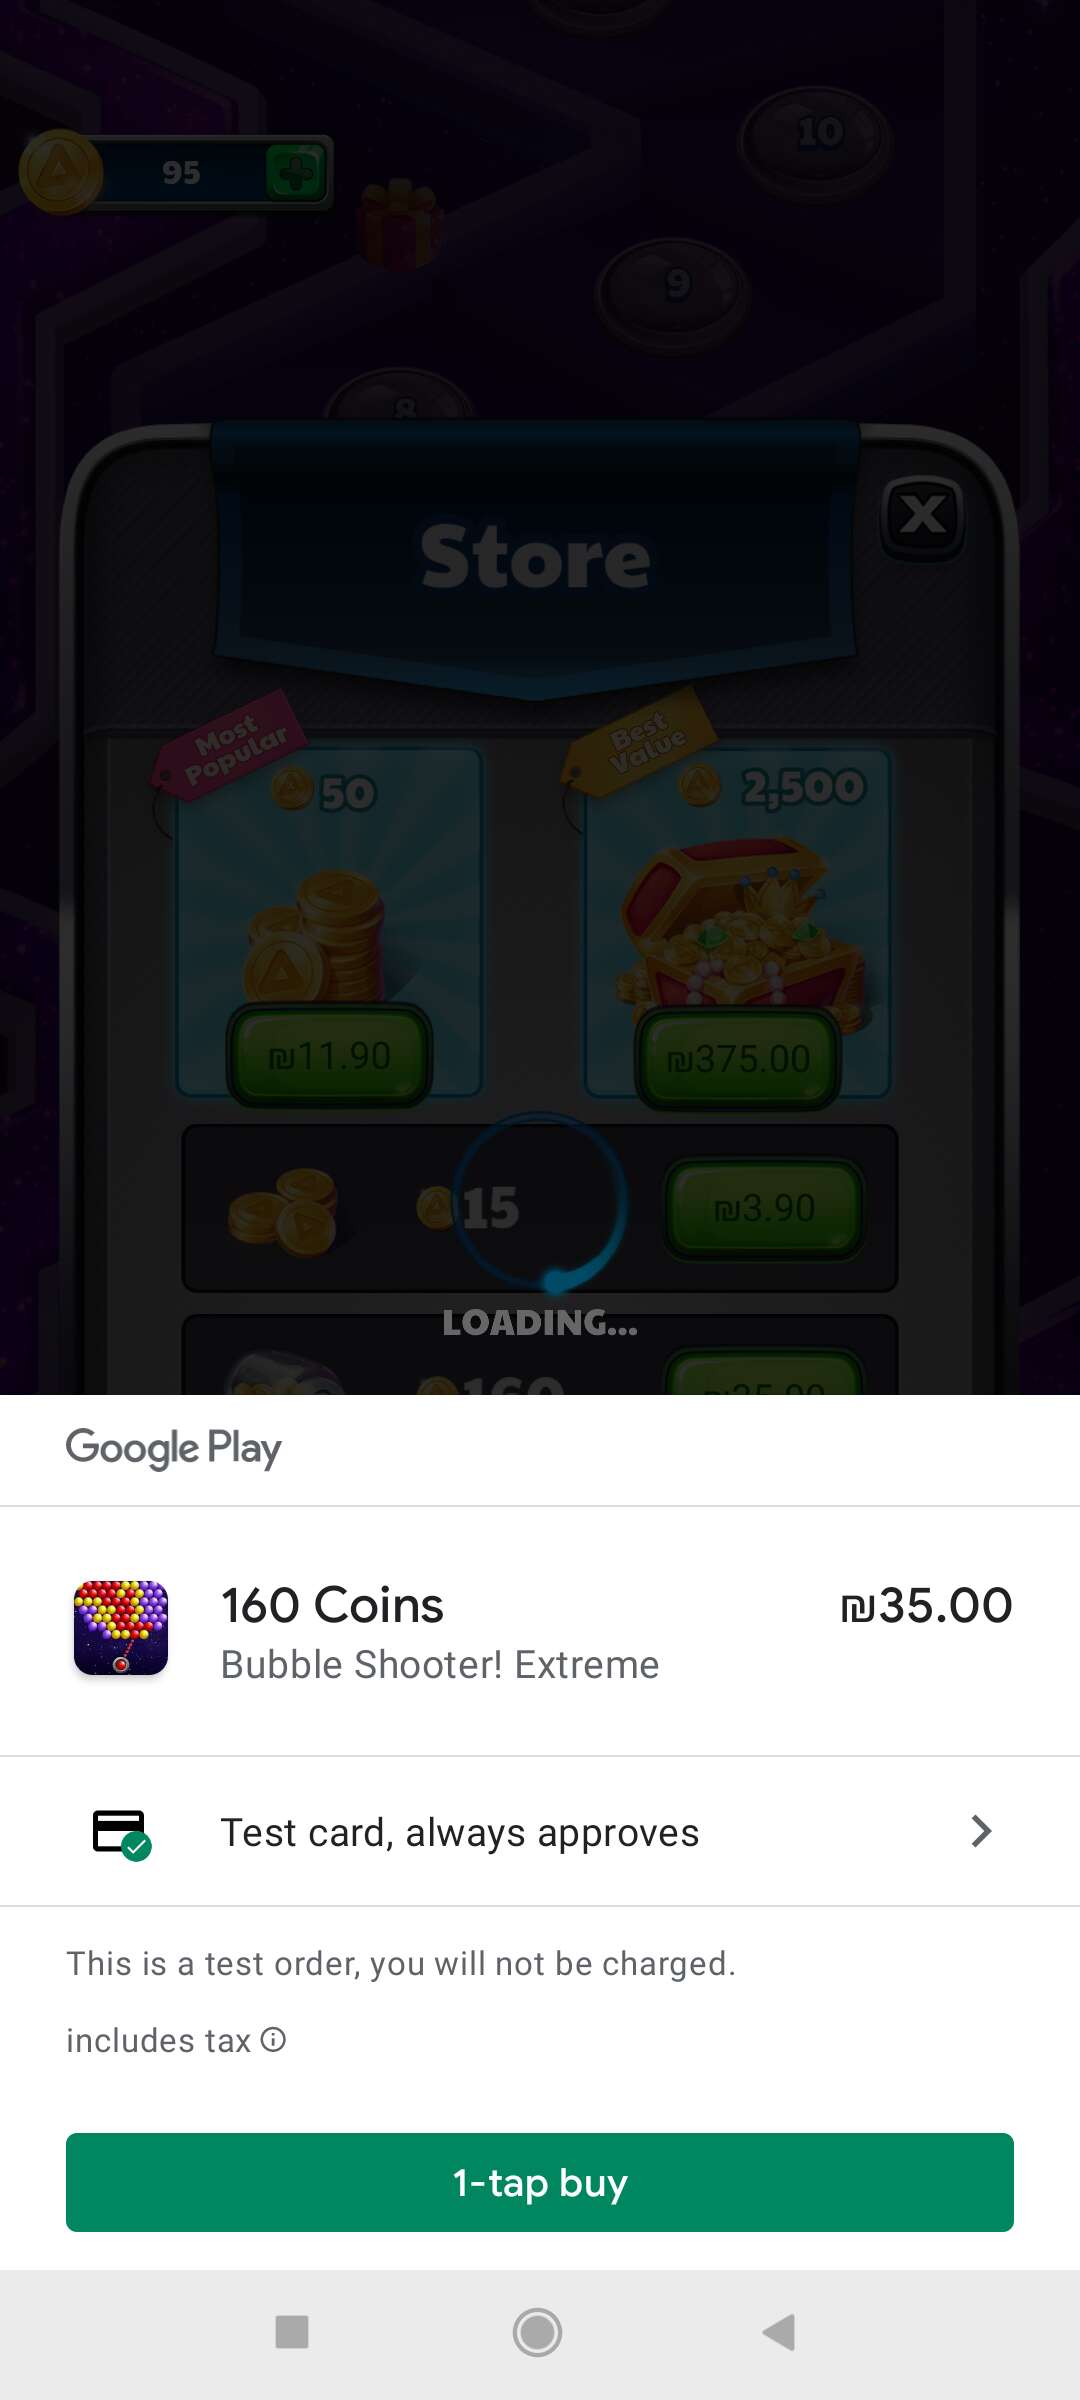 10
95
9
8
Store
X
Most
Popular
Best
Value
50
2,500
₪11.90
₪375.00
15
₪3.90
LOADING...
160
Google Play
160 Coins
₪35.00
Bubble Shooter! Extreme
Test card, always approves
This is a test order, you will not be charged.
includes tax
1-tap buy